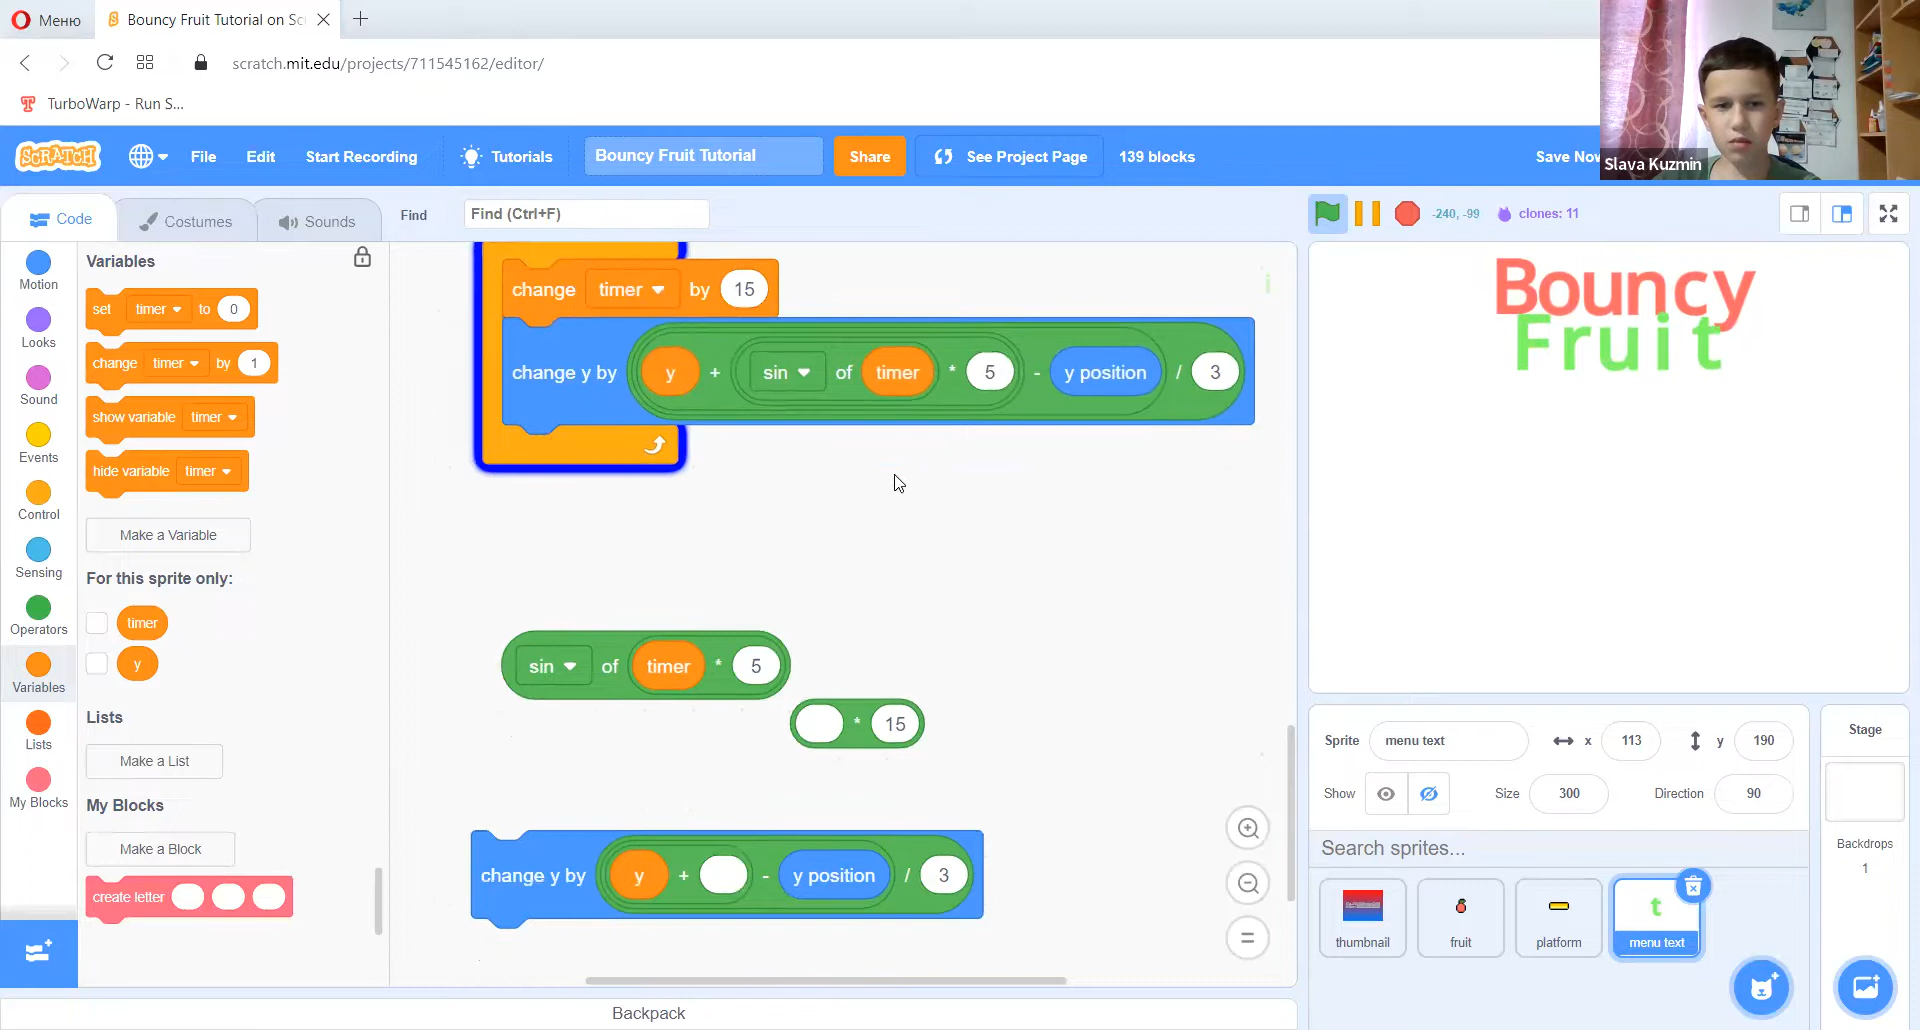 Меню
Bouncy Fruit Tutorial on Sc
scratch.mit.edu/projects/711545162/editor/
TurboWarp - Run S...
SCRATCH
File
Edit
Start Recording
Tutorials
Bouncy Fruit Tutorial
Share
See Project Page
139 blocks
Save Now
Slava Kuzmin
Code
Costumes
Sounds
Find
Find (Ctrl+F)
-240, -99
clones: 11
Motion
Looks
Sound
Events
Control
Sensing
Operators
Variables
Lists
My Blocks
Variables
set timer to 0
change timer by 1
show variable timer
hide variable timer
Make a Variable
For this sprite only:
timer
y
Lists
Make a List
My Blocks
Make a Block
create letter
change timer by 15
change y by y + sin of timer * 5 - y position / 3
i
sin of timer * 5
* 15
change y by y + - y position / 3
=
Backpack
Bouncy
Fruit
Sprite menu text x 113 y 190
Show Size 300 Direction 90
Search sprites...
thumbnail
fruit
platform
t
menu text
Stage
Backdrops
1